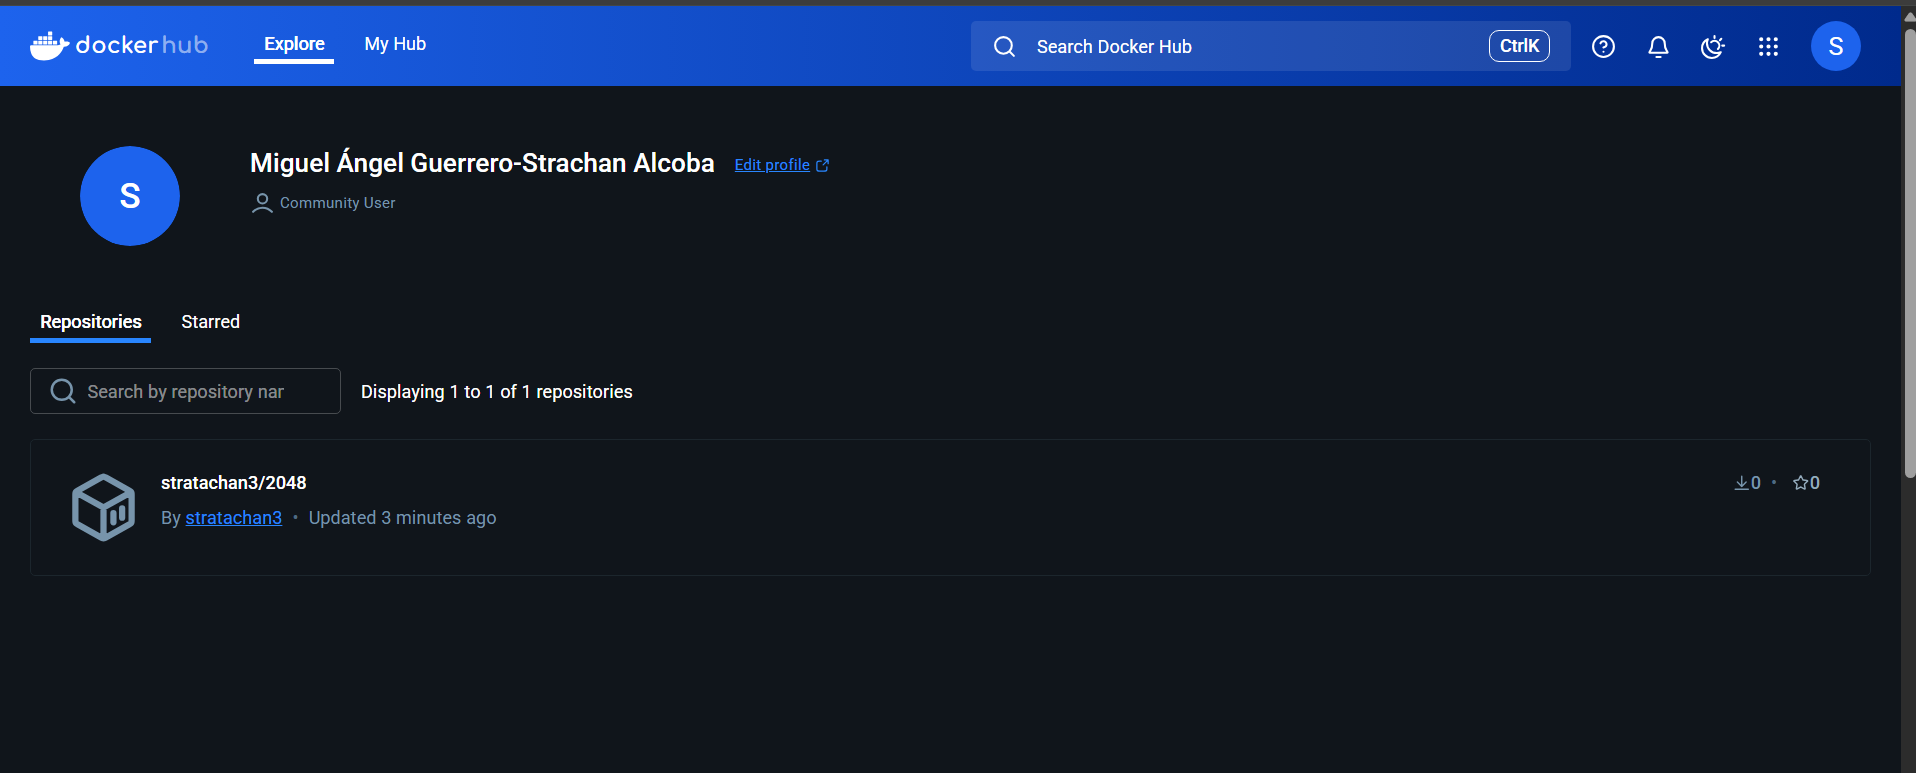 docker hub
Explore
My Hub
Search Docker Hub
CtrlK
S
S
Miguel Ángel Guerrero-Strachan Alcoba
Edit profile
Community User
Repositories
Starred
Search by repository nar
Displaying 1 to 1 of 1 repositories
stratachan3/2048
0 • 0
By stratachan3 • Updated 3 minutes ago